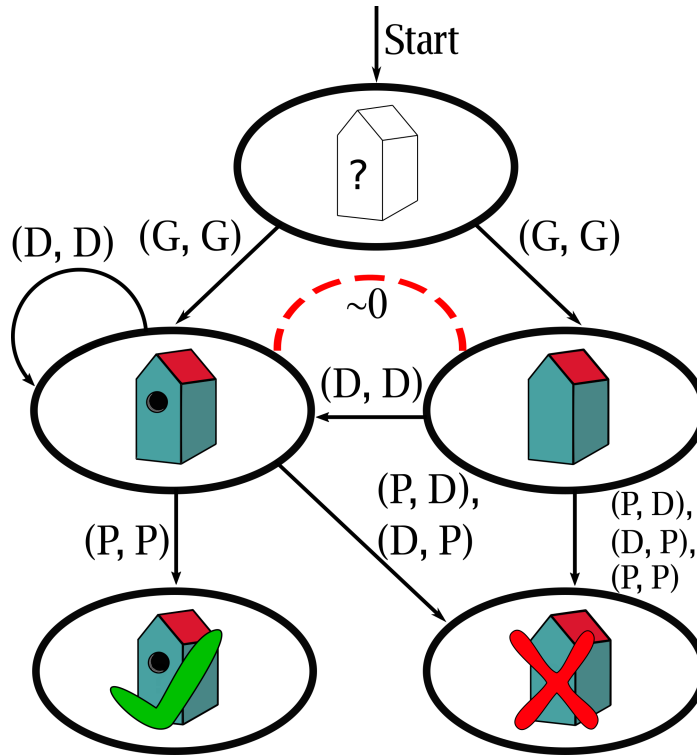 Start
?
(D, D)
(G, G)
(G, G)
~0
(D, D)
(P, D),
(D, P)
(P, D),
(D, P),
(P, P)
(P, P)